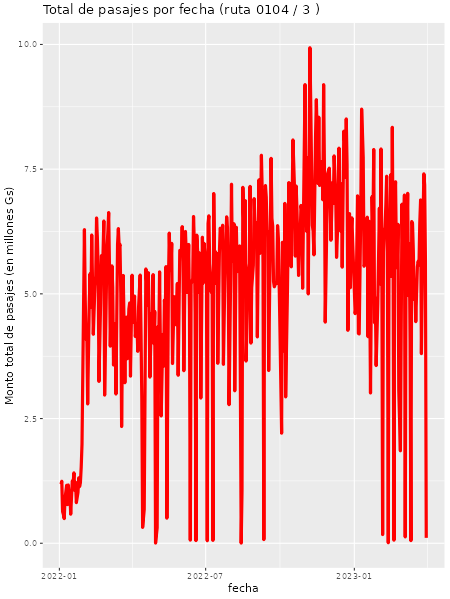 Total de pasajes por fecha (ruta 0104 / 3 )
Monto total de pasajes (en millones Gs)
10.0
7.5
5.0
2.5
0.0
2022-01
2022-07
2023-01
fecha